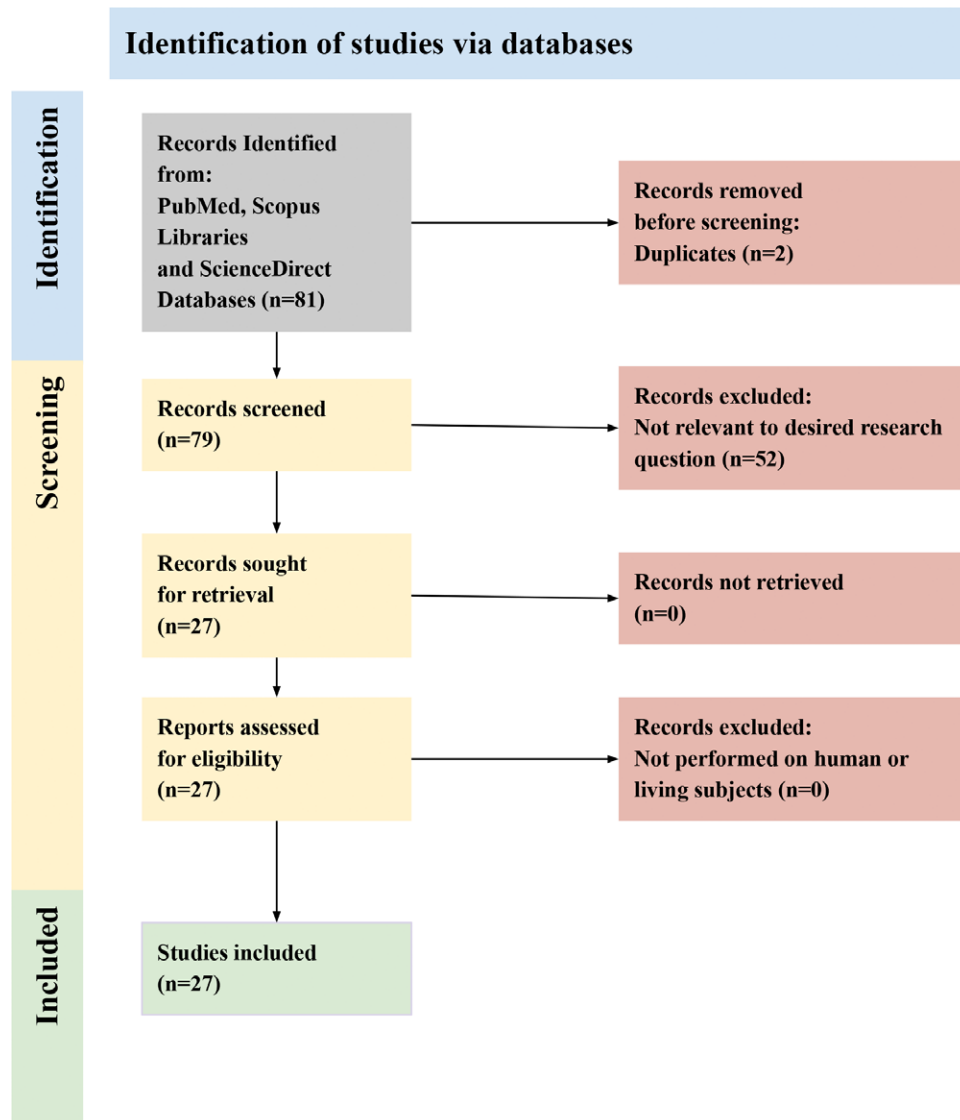 Identification of studies via databases
Identification
Records Identified
from:
PubMed, Scopus
Libraries
and ScienceDirect
Databases (n=81)
Records removed
before screening:
Duplicates (n=2)
Screening
Records screened
(n=79)
Records excluded:
Not relevant to desired research
question (n=52)
Records sought
for retrieval
(n=27)
Records not retrieved
(n=0)
Reports assessed
for eligibility
(n=27)
Records excluded:
Not performed on human or
living subjects (n=0)
Included
Studies included
(n=27)